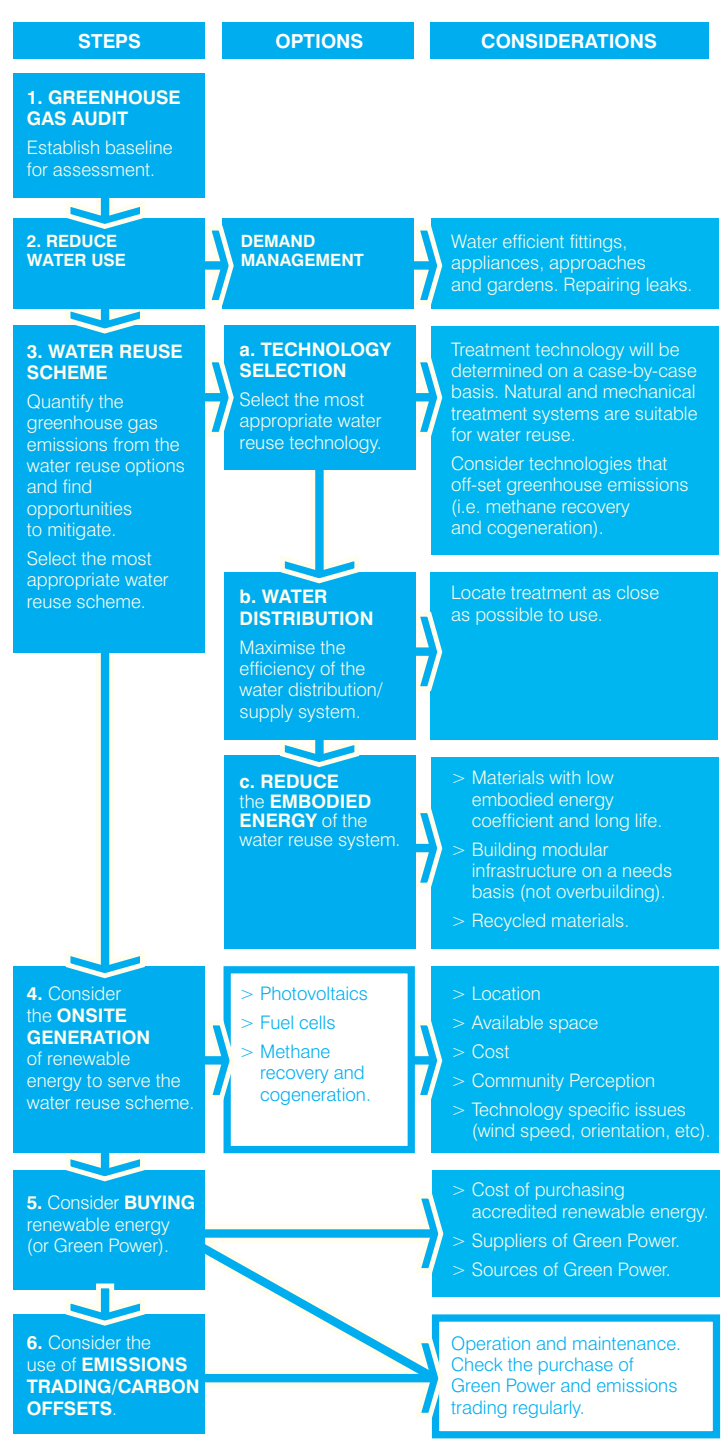 STEPS
OPTIONS
CONSIDERATIONS
1. GREENHOUSE
GAS AUDIT
Establish baseline
for assessment.
2. REDUCE
WATER USE
DEMAND
MANAGEMENT
Water efficient fittings,
appliances, approaches
and gardens. Repairing leaks.
3. WATER REUSE
SCHEME
Quantify the
greenhouse gas
emissions from the
water reuse options
and find
opportunities
to mitigate.
Select the most
appropriate water
reuse scheme.
a. TECHNOLOGY
SELECTION
Select the most
appropriate water
reuse technology.
Treatment technology will be
determined on a case-by-case
basis. Natural and mechanical
treatment systems are suitable
for water reuse.
Consider technologies that
off-set greenhouse emissions
(i.e. methane recovery
and cogeneration).
b. WATER
DISTRIBUTION
Maximise the
efficiency of the
water distribution/
supply system.
Locate treatment as close
as possible to use.
c. REDUCE
the EMBODIED
ENERGY of the
water reuse system.
> Materials with low
embodied energy
coefficient and long life.
> Building modular
infrastructure on a needs
basis (not overbuilding).
> Recycled materials.
4. Consider
the ONSITE
GENERATION
of renewable
energy to serve the
water reuse scheme.
> Photovoltaics
> Fuel cells
> Methane
recovery and
cogeneration.
> Location
> Available space
> Cost
> Community Perception
> Technology specific issues
(wind speed, orientation, etc).
5. Consider BUYING
renewable energy
(or Green Power).
> Cost of purchasing
accredited renewable energy.
> Suppliers of Green Power.
> Sources of Green Power.
6. Consider the
use of EMISSIONS
TRADING/CARBON
OFFSETS.
Operation and maintenance.
Check the purchase of
Green Power and emissions
trading regularly.